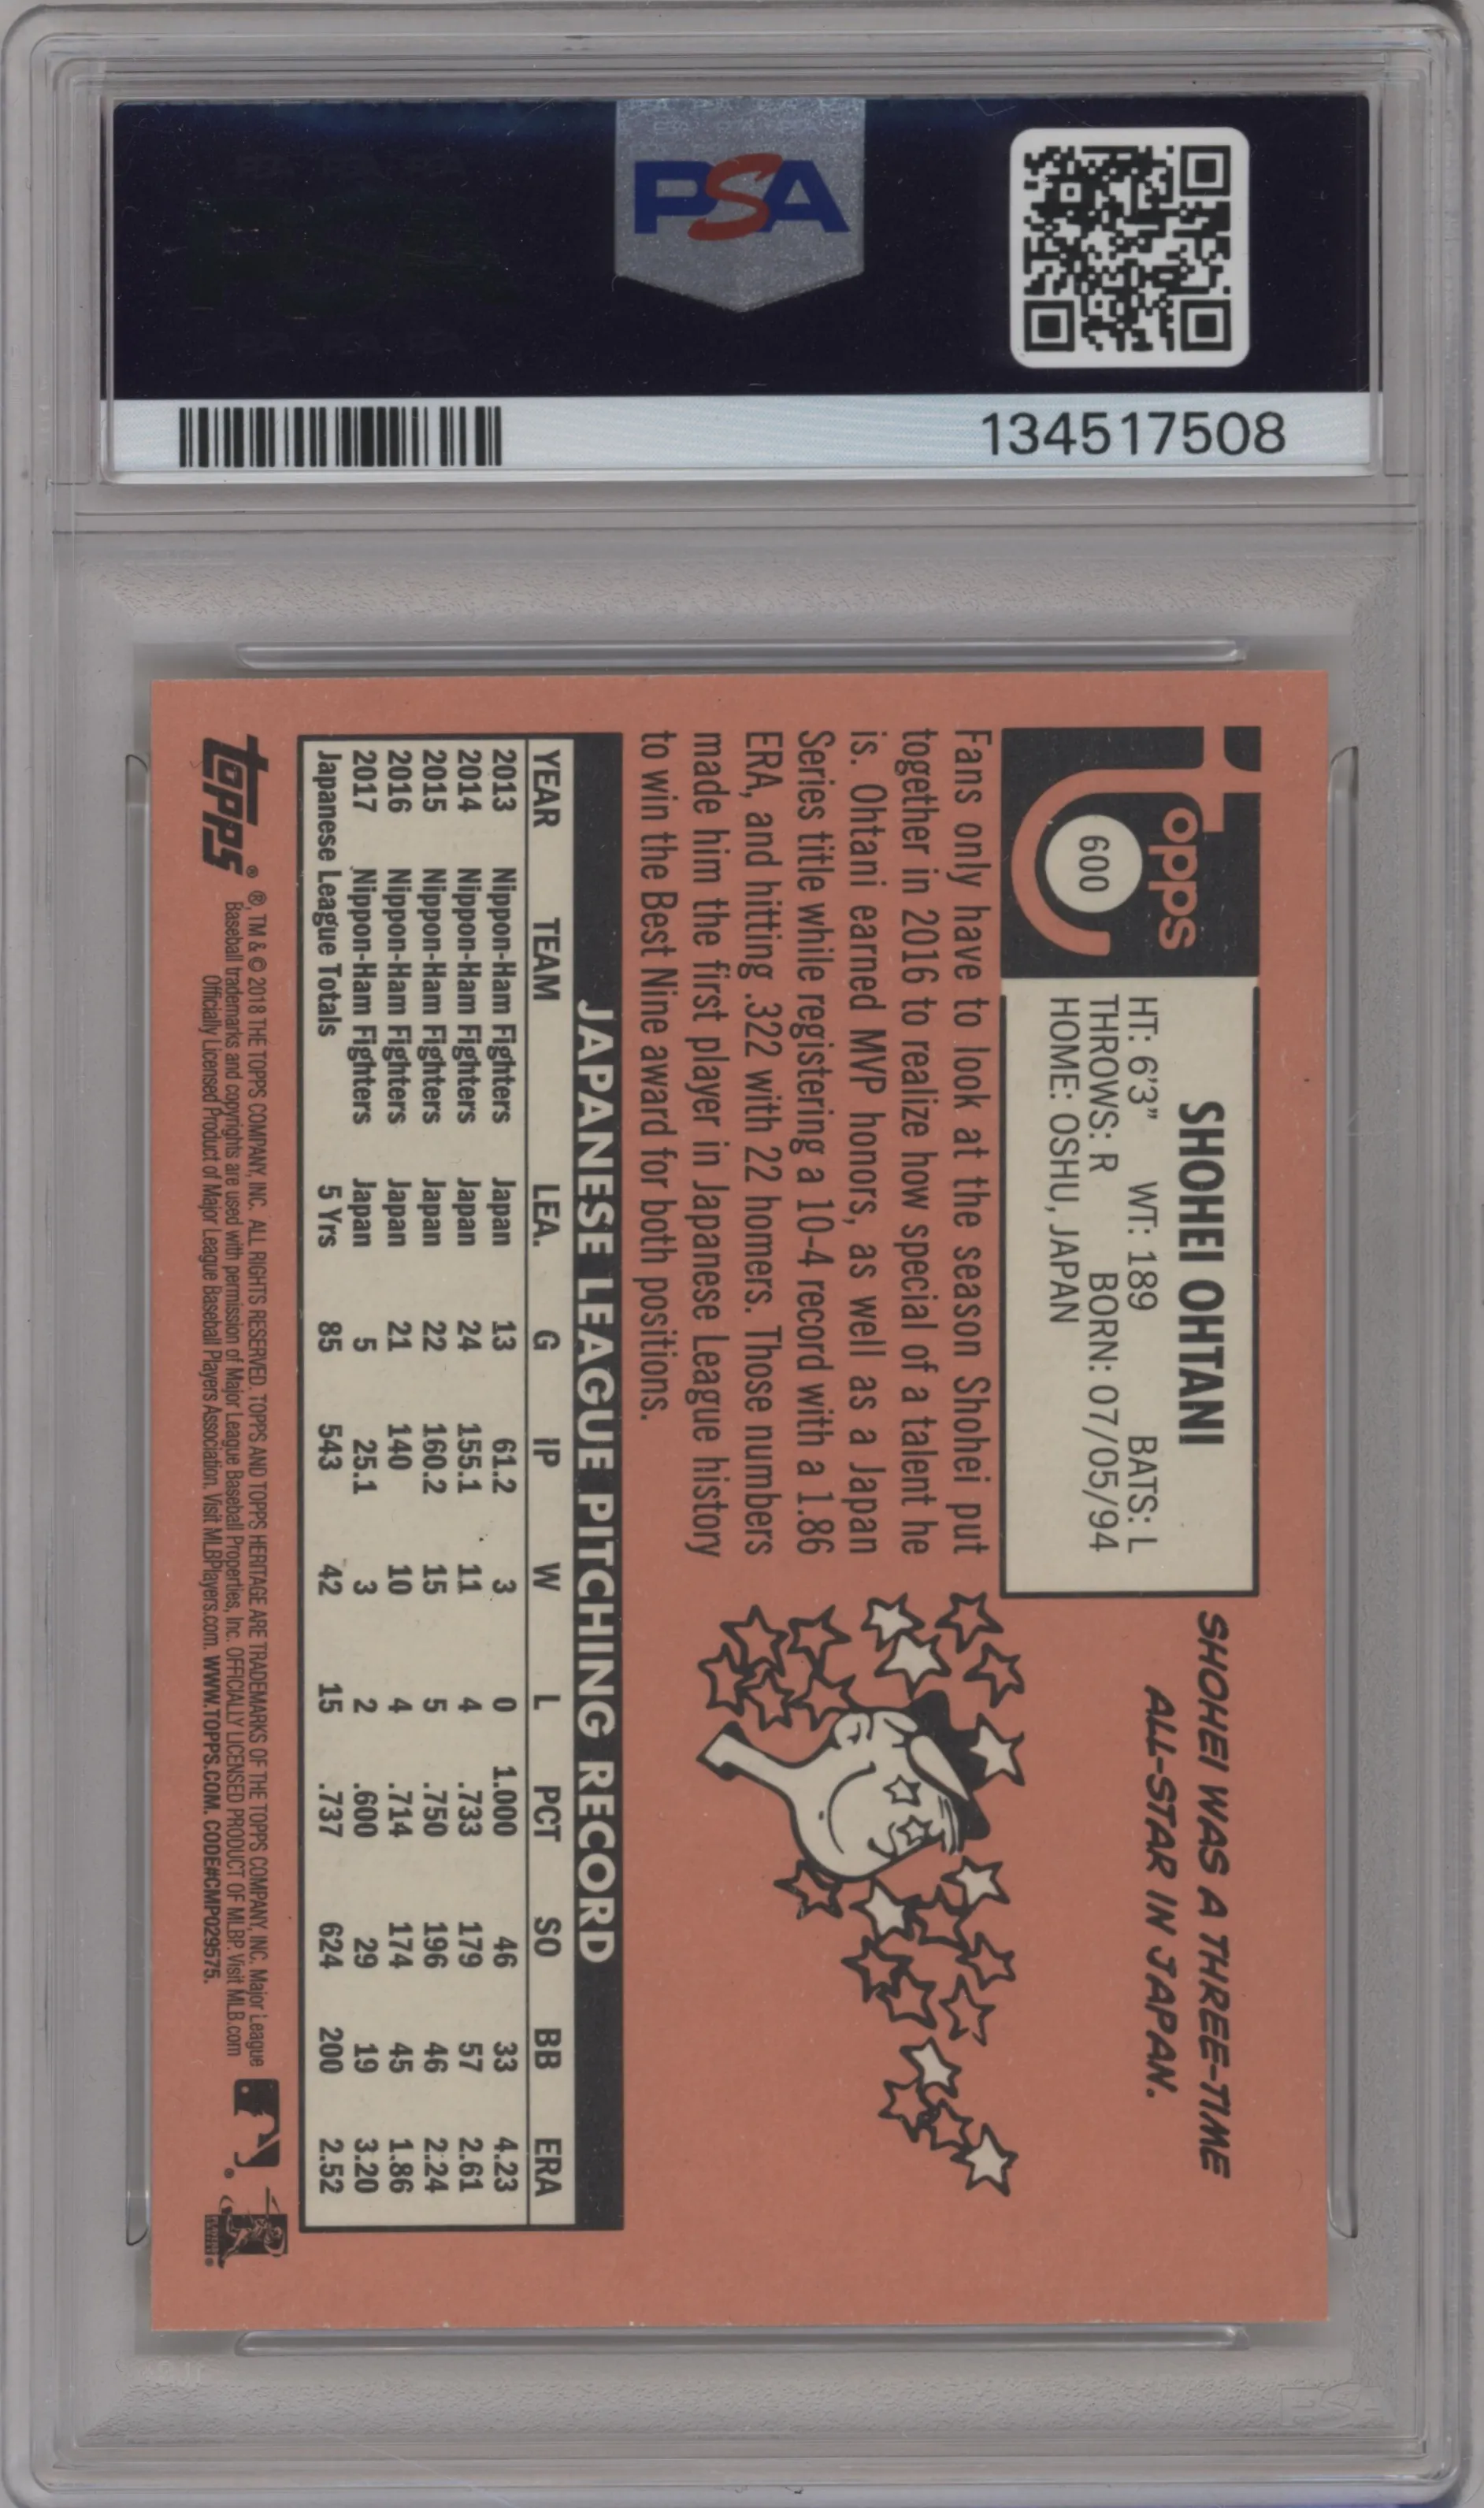 PSA
134517508
Topps
600
SHOHEI OHTANI
HT: 6'3" WT: 189 BATS: L
THROWS: R BORN: 07/05/94
HOME: OSHU, JAPAN
SHOHEI WAS A THREE-TIME
ALL-STAR IN JAPAN.
Fans only have to look at the season Shohei put
together in 2016 to realize how special of a talent he
is. Ohtani earned MVP honors, as well as a Japan
Series title while registering a 10-4 record with a 1.86
ERA, and hitting .322 with 22 homers. Those numbers
made him the first player in Japanese League history
to win the Best Nine award for both positions.
JAPANESE LEAGUE PITCHING RECORD
YEAR TEAM LEA. G IP W L PCT SO BB ERA
2013 Nippon-Ham Fighters Japan 13 61.2 3 0 1.000 46 33 4.23
2014 Nippon-Ham Fighters Japan 24 155.1 11 4 .733 179 57 2.61
2015 Nippon-Ham Fighters Japan 22 160.2 15 5 .750 196 46 2.24
2016 Nippon-Ham Fighters Japan 21 140 10 4 .714 174 45 1.86
2017 Nippon-Ham Fighters Japan 5 25.1 3 2 .600 29 19 3.20
Japanese League Totals 5 Yrs 85 543 42 15 .737 624 200 2.52
topps®
®, TM & © 2018 THE TOPPS COMPANY, INC. ALL RIGHTS RESERVED. TOPPS AND TOPPS HERITAGE ARE TRADEMARKS OF THE TOPPS COMPANY, INC. Major League
Baseball trademarks and copyrights are used with permission of Major League Baseball Properties, Inc. OFFICIALLY LICENSED PRODUCT OF MLBP. Visit MLB.com
Officially Licensed Product of Major League Baseball Players Association. Visit MLBPlayers.com. WWW.TOPPS.COM. CODE#CMP029575.